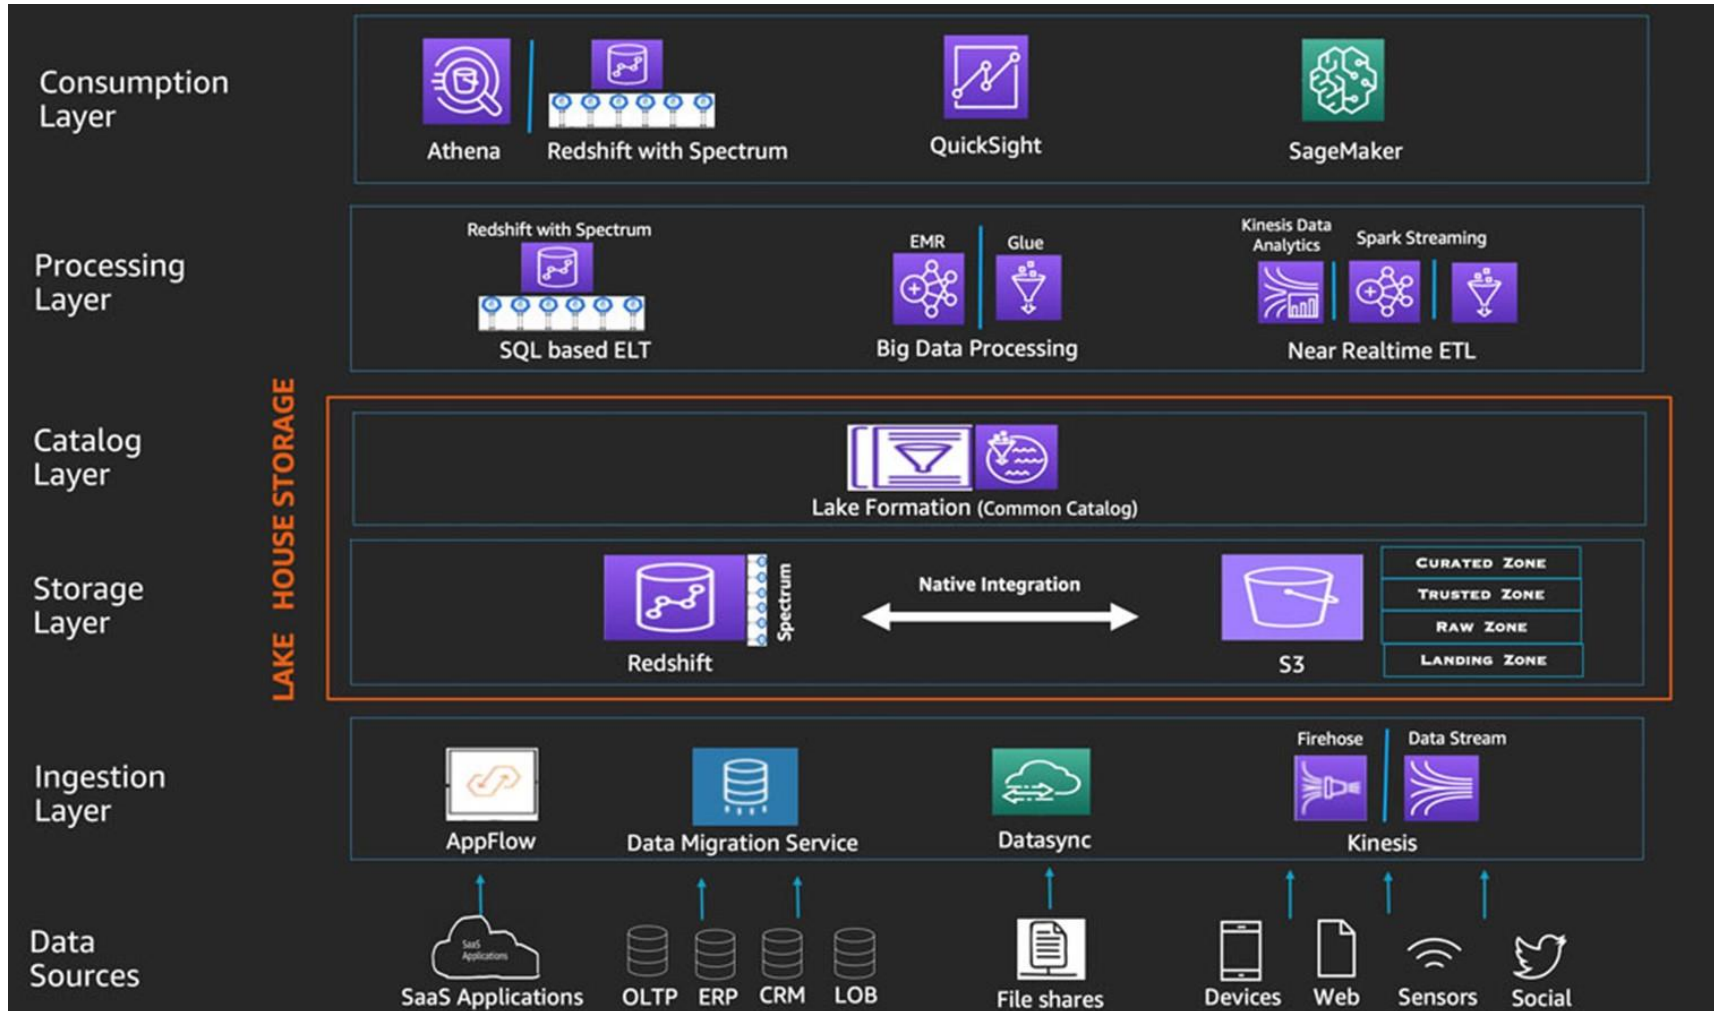 Consumption
Layer
Athena
Redshift with Spectrum
QuickSight
SageMaker
Processing
Layer
Redshift with Spectrum
SQL based ELT
EMR
Glue
Big Data Processing
Kinesis Data
Analytics
Spark Streaming
Near Realtime ETL
LAKE HOUSE STORAGE
Catalog
Layer
Lake Formation (Common Catalog)
Storage
Layer
Redshift
Spectrum
Native Integration
S3
CURATED ZONE
TRUSTED ZONE
RAW ZONE
LANDING ZONE
Ingestion
Layer
AppFlow
Data Migration Service
Datasync
Firehose
Data Stream
Kinesis
Data
Sources
SaaS
Applications
SaaS Applications
OLTP
ERP
CRM
LOB
File shares
Devices
Web
Sensors
Social